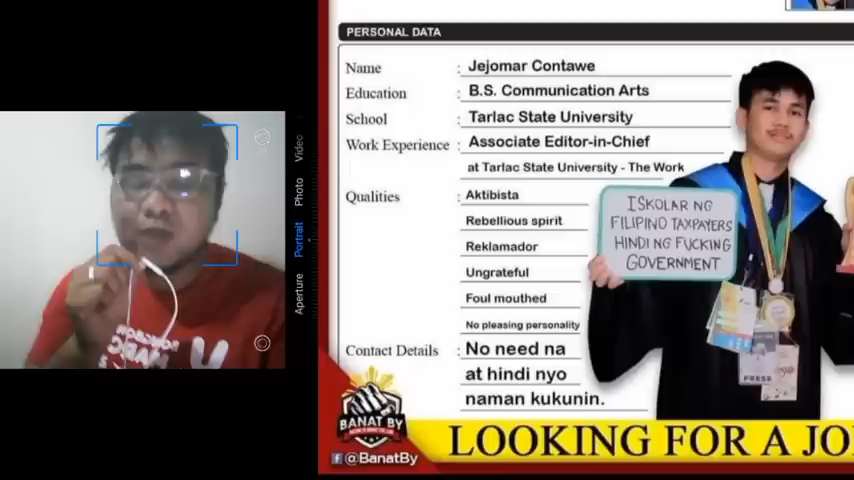 Video
Photo
Portrait
Aperture
PERSONAL DATA
Name : Jejomar Contawe
Education : B.S. Communication Arts
School : Tarlac State University
Work Experience : Associate Editor-in-Chief
at Tarlac State University - The Work
Qualities : Aktibista
Rebellious spirit
Reklamador
Ungrateful
Foul mouthed
No pleasing personality
Contact Details : No need na
at hindi nyo
naman kukunin.
ISKOLAR NG
FILIPINO TAXPAYERS
HINDI NG FUCKING
GOVERNMENT
PRESS
BANAT BY
@BanatBy
LOOKING FOR A JO